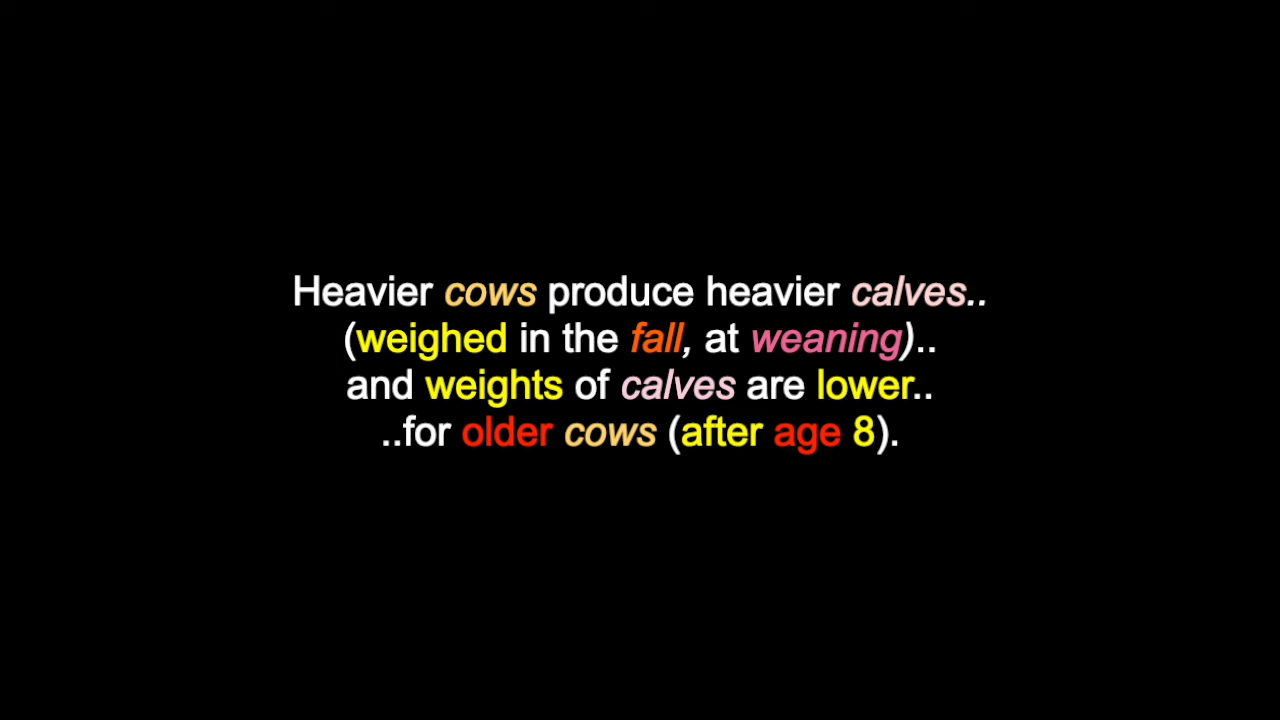 Heavier cows produce heavier calves..
(weighed in the fall, at weaning)..
and weights of calves are lower..
..for older cows (after age 8).